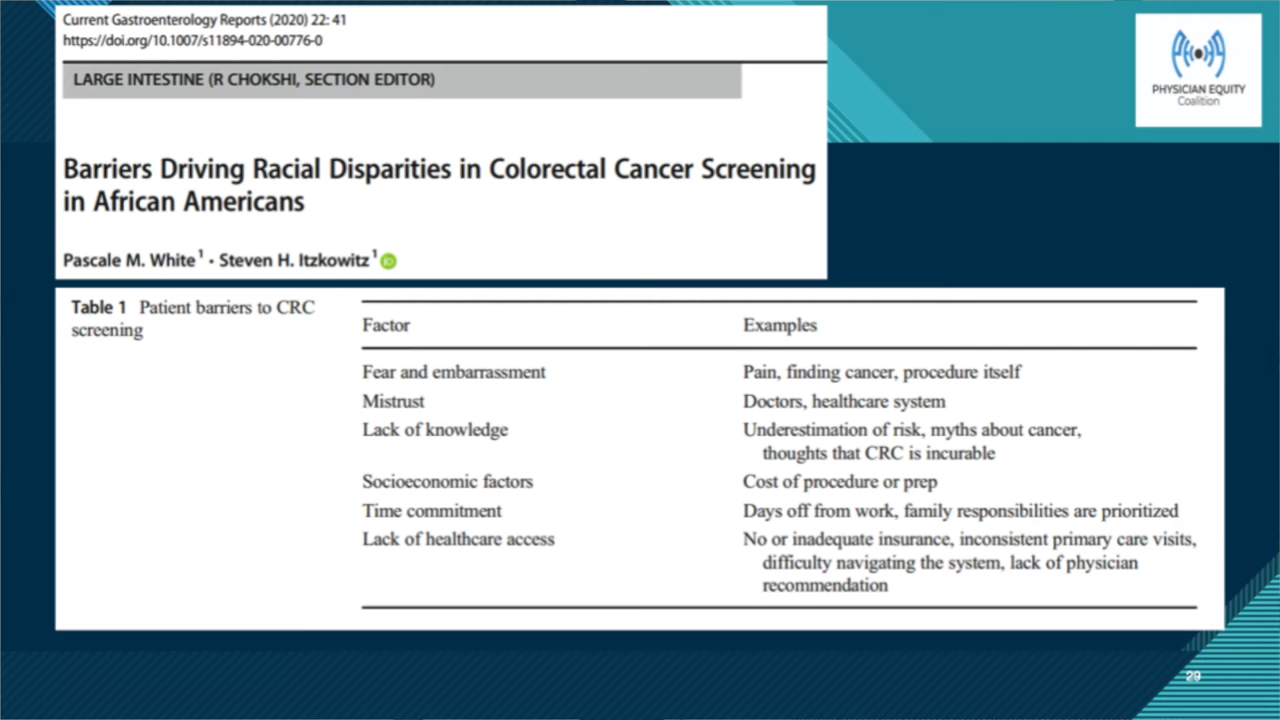 Current Gastroenterology Reports (2020) 22: 41
https://doi.org/10.1007/s11894-020-00776-0
LARGE INTESTINE (R CHOKSHI, SECTION EDITOR)
Barriers Driving Racial Disparities in Colorectal Cancer Screening
in African Americans
Pascale M. White 1 · Steven H. Itzkowitz 1 iD
PHYSICIAN EQUITY
Coalition
Table 1 Patient barriers to CRC
screening
Factor Examples
Fear and embarrassment Pain, finding cancer, procedure itself
Mistrust Doctors, healthcare system
Lack of knowledge Underestimation of risk, myths about cancer,
thoughts that CRC is incurable
Socioeconomic factors Cost of procedure or prep
Time commitment Days off from work, family responsibilities are prioritized
Lack of healthcare access No or inadequate insurance, inconsistent primary care visits,
difficulty navigating the system, lack of physician
recommendation
29